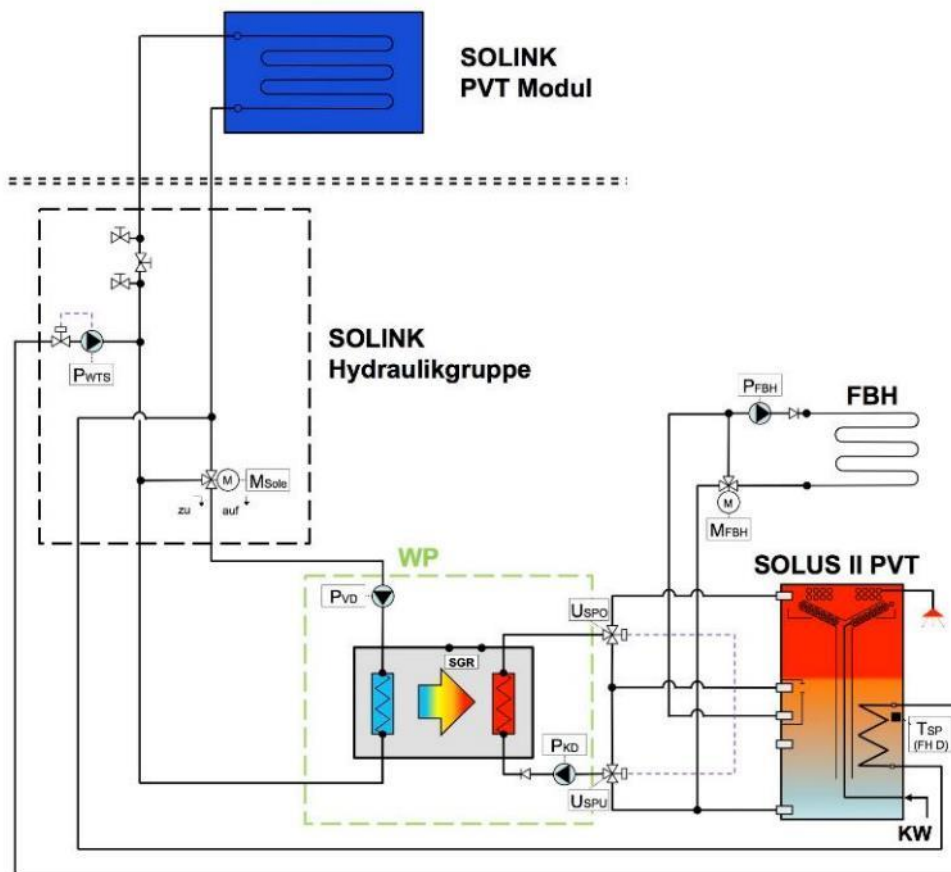 SOLINK
PVT Modul
SOLINK
Hydraulikgruppe
PWTS
MSole
M
zu auf
PFBH
FBH
M
MFBH
WP
SOLUS II PVT
PVD
USPO
SGR
TSP
(FH D)
PKD
USPU
KW